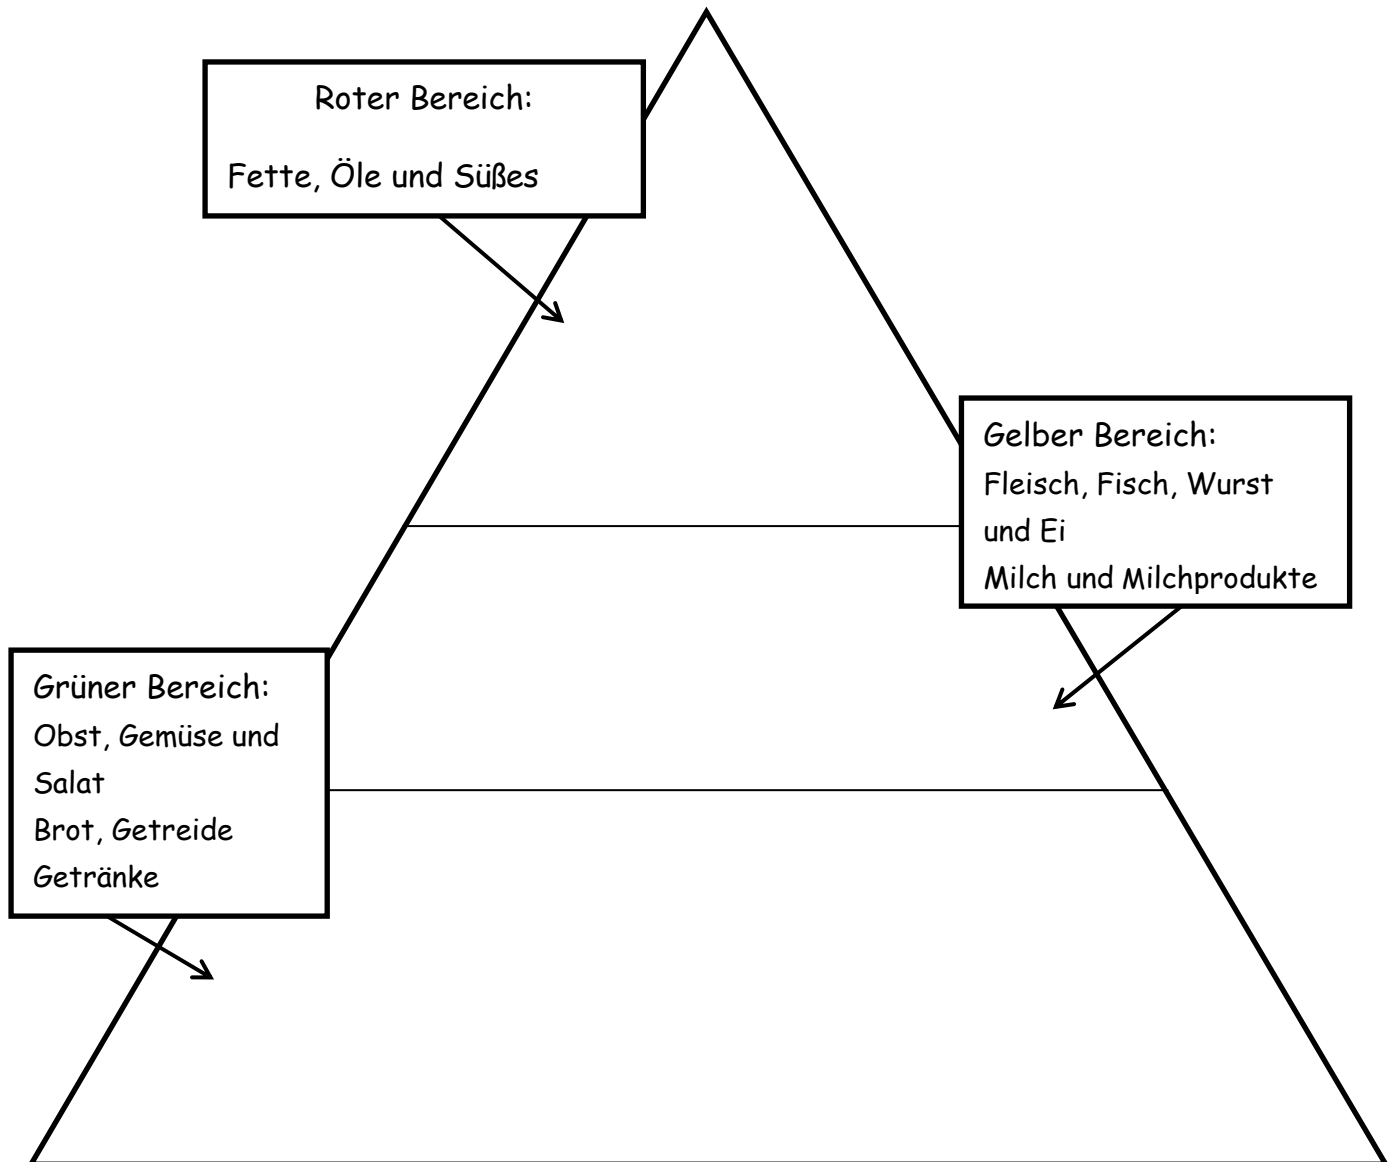 Roter Bereich:
Fette, Öle und Süßes
Gelber Bereich:
Fleisch, Fisch, Wurst
und Ei
Milch und Milchprodukte
Grüner Bereich:
Obst, Gemüse und
Salat
Brot, Getreide
Getränke